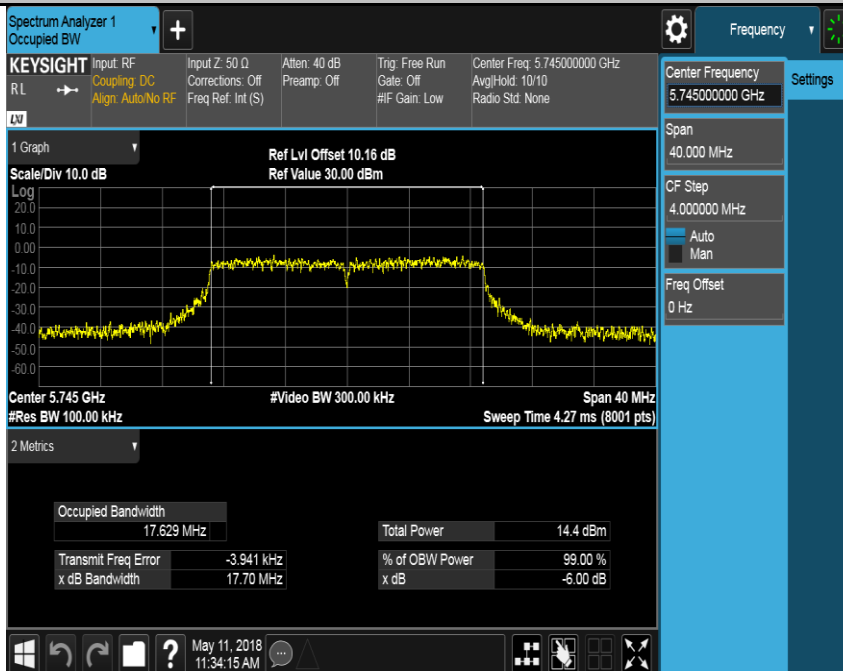 Spectrum Analyzer 1
Occupied BW
+
Frequency
KEYSIGHT
RL
LXI
Input: RF
Coupling: DC
Align: Auto/No RF
Input Z: 50 Ω
Corrections: Off
Freq Ref: Int (S)
Atten: 40 dB
Preamp: Off
Trig: Free Run
Gate: Off
#IF Gain: Low
Center Freq: 5.745000000 GHz
Avg|Hold: 10/10
Radio Std: None
Center Frequency
5.745000000 GHz
Settings
Span
40.000 MHz
CF Step
4.000000 MHz
Auto
Man
Freq Offset
0 Hz
1 Graph
Scale/Div 10.0 dB
Ref Lvl Offset 10.16 dB
Ref Value 30.00 dBm
Log
20.0
10.0
0.00
-10.0
-20.0
-30.0
-40.0
-50.0
-60.0
Center 5.745 GHz
#Video BW 300.00 kHz
Span 40 MHz
#Res BW 100.00 kHz
Sweep Time 4.27 ms (8001 pts)
2 Metrics
Occupied Bandwidth
17.629 MHz
Total Power 14.4 dBm
Transmit Freq Error -3.941 kHz
% of OBW Power 99.00 %
x dB Bandwidth 17.70 MHz
x dB -6.00 dB
?
May 11, 2018
11:34:15 AM